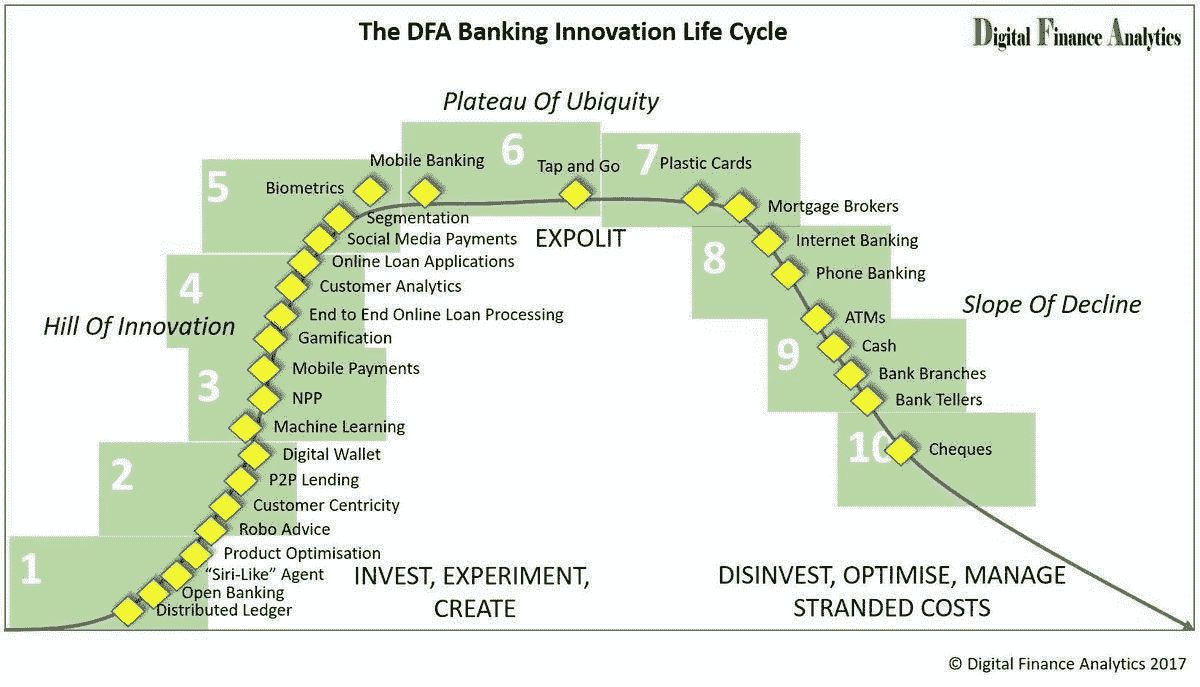 The DFA Banking Innovation Life Cycle
Digital Finance Analytics
Plateau Of Ubiquity
5
6
7
Mobile Banking
Tap and Go
Plastic Cards
Biometrics
Mortgage Brokers
Segmentation
EXPOLIT
Social Media Payments
Internet Banking
8
Online Loan Applications
Phone Banking
4
Customer Analytics
Slope Of Decline
End to End Online Loan Processing
ATMs
Hill Of Innovation
Gamification
Cash
9
Mobile Payments
Bank Branches
3
NPP
Bank Tellers
Machine Learning
10
Cheques
Digital Wallet
2
P2P Lending
Customer Centricity
Robo Advice
Product Optimisation
1
"Siri-Like" Agent
Open Banking
Distributed Ledger
INVEST, EXPERIMENT,
CREATE
DISINVEST, OPTIMISE, MANAGE
STRANDED COSTS
© Digital Finance Analytics 2017